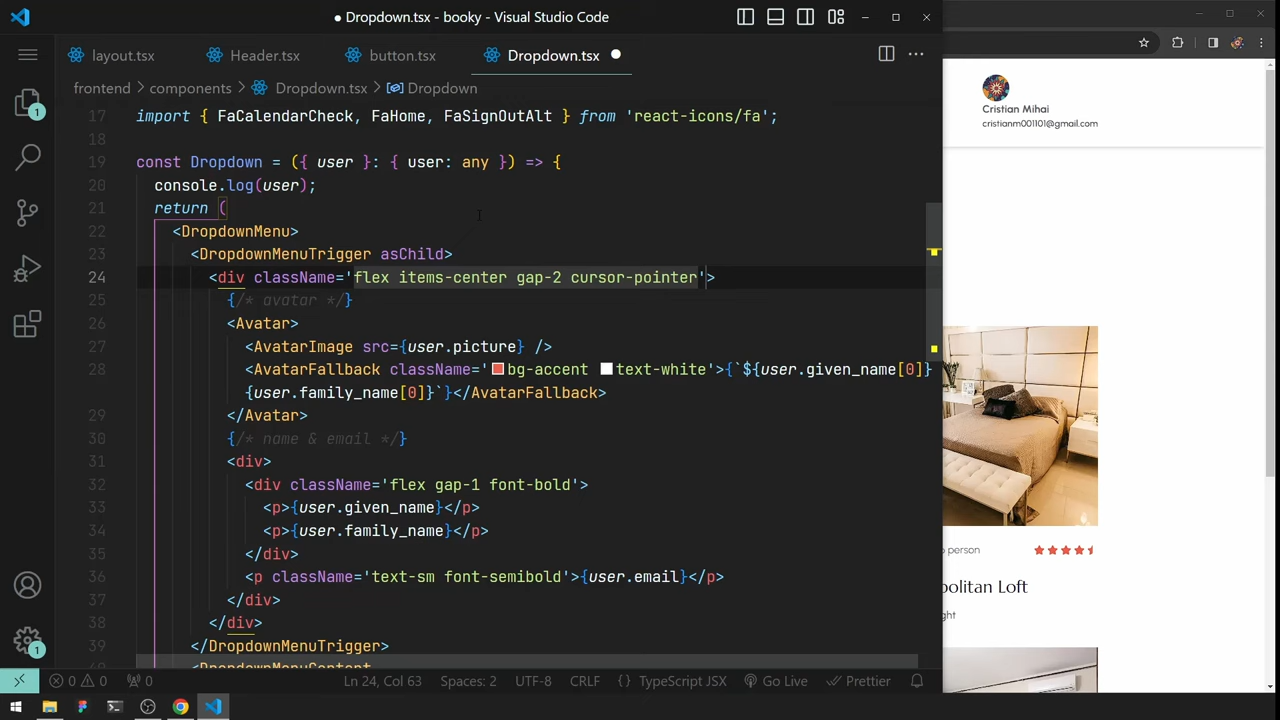 ● Dropdown.tsx - booky - Visual Studio Code
layout.tsx
Header.tsx
button.tsx
Dropdown.tsx
frontend > components > Dropdown.tsx > Dropdown
17 import { FaCalendarCheck, FaHome, FaSignOutAlt } from 'react-icons/fa';
18
19 const Dropdown = ({ user }: { user: any }) => {
20 console.log(user);
21 return (
22 <DropdownMenu>
23 <DropdownMenuTrigger asChild>
24 <div className='flex items-center gap-2 cursor-pointer'>
25 {/* avatar */}
26 <Avatar>
27 <AvatarImage src={user.picture} />
28 <AvatarFallback className='bg-accent text-white'>{`${user.given_name[0]}
{user.family_name[0]}`}</AvatarFallback>
29 </Avatar>
30 {/* name & email */}
31 <div>
32 <div className='flex gap-1 font-bold'>
33 <p>{user.given_name}</p>
34 <p>{user.family_name}</p>
35 </div>
36 <p className='text-sm font-semibold'>{user.email}</p>
37 </div>
38 </div>
39 </DropdownMenuTrigger>
<DropdownMenuContent
1
1
0 0 0
Ln 24, Col 63
Spaces: 2
UTF-8
CRLF
{} TypeScript JSX
Go Live
Prettier
Cristian Mihai
cristianm001101@gmail.com
person
politan Loft
ght